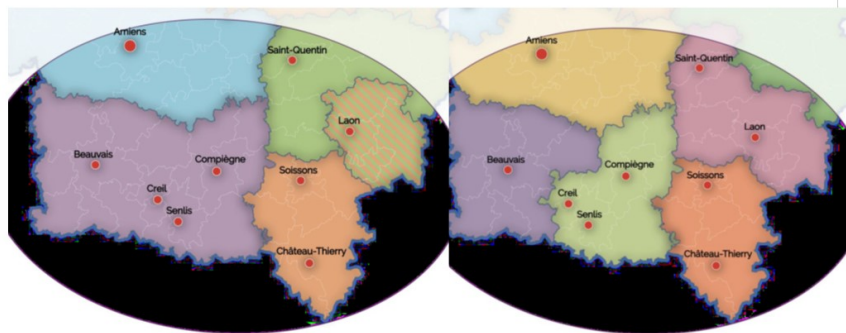 Amiens
Saint-Quentin
Laon
Beauvais
Compiègne
Soissons
Creil
Senlis
Château-Thierry
Amiens
Saint-Quentin
Laon
Beauvais
Compiègne
Soissons
Creil
Senlis
Château-Thierry